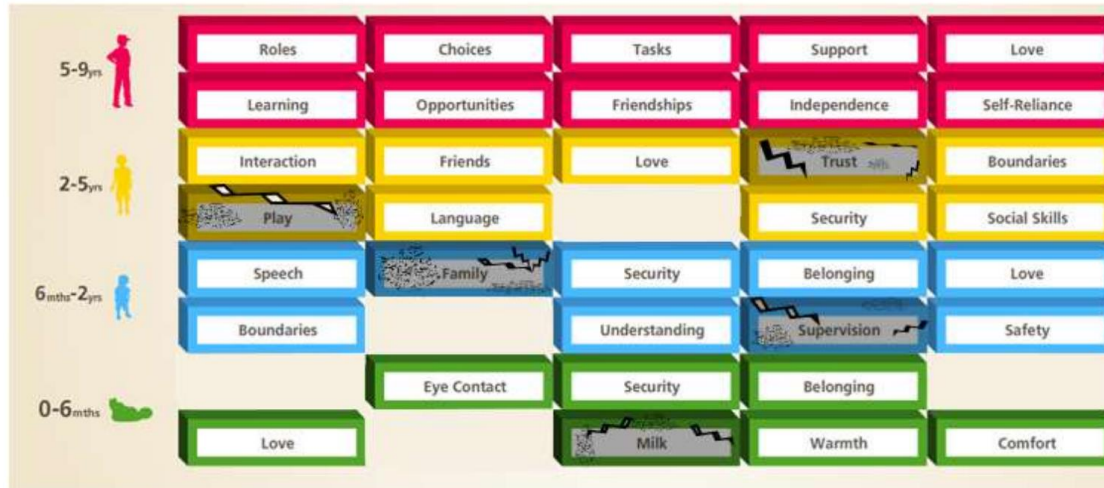 5-9yrs
Roles Choices Tasks Support Love
Learning Opportunities Friendships Independence Self-Reliance
2-5yrs
Interaction Friends Love Trust Boundaries
Play Language Security Social Skills
6mths-2yrs
Speech Family Security Belonging Love
Boundaries Understanding Supervision Safety
0-6mths
Eye Contact Security Belonging
Love Milk Warmth Comfort